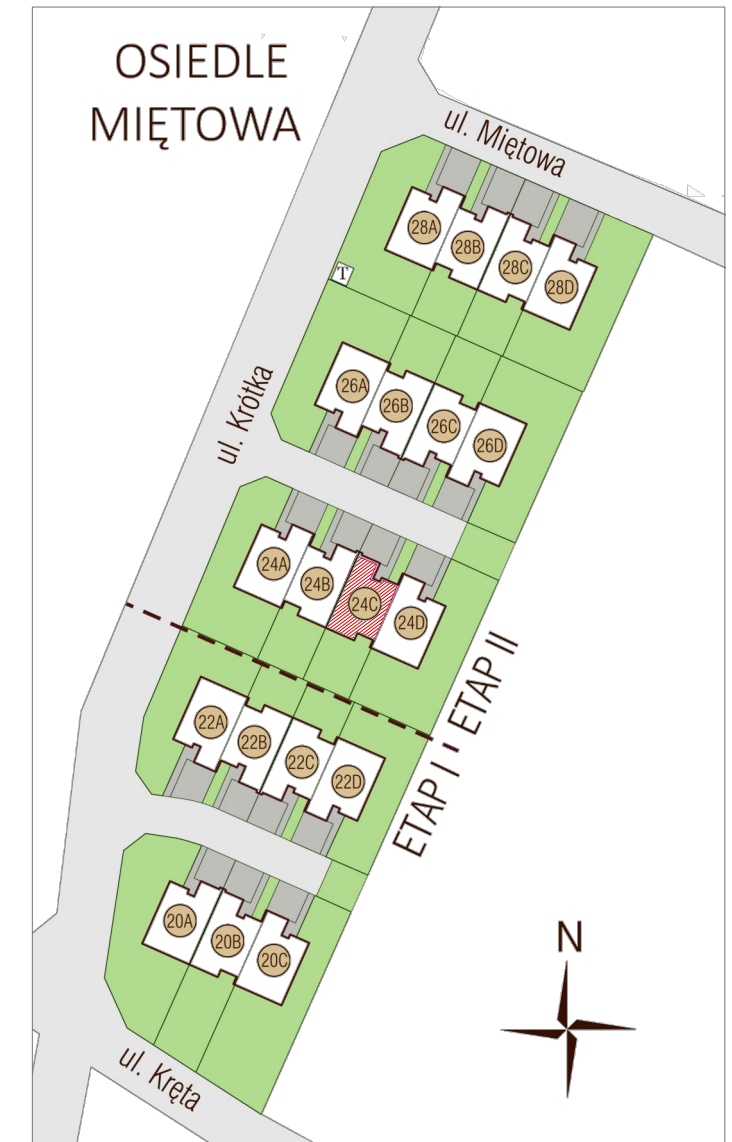 OSIEDLE
MIĘTOWA
ul. Miętowa
28A
28B
28C
28D
T
ul. Krótka
26A
26B
26C
26D
24A
24B
24C
24D
ETAP II
ETAP I
22A
22B
22C
22D
20A
20B
20C
N
ul. Kręta